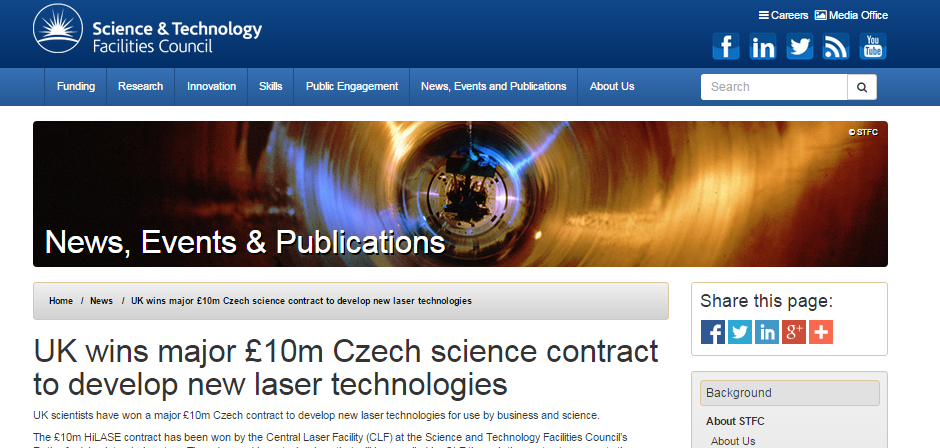 Science & Technology
Facilities Council
Careers
Media Office
Funding
Research
Innovation
Skills
Public Engagement
News, Events and Publications
About Us
Search
© STFC
News, Events & Publications
Home / News / UK wins major £10m Czech science contract to develop new laser technologies
UK wins major £10m Czech science contract
to develop new laser technologies
UK scientists have won a major £10m Czech contract to develop new laser technologies for use by business and science.
The £10m HiLASE contract has been won by the Central Laser Facility (CLF) at the Science and Technology Facilities Council's
Share this page:
Background
About STFC
About Us